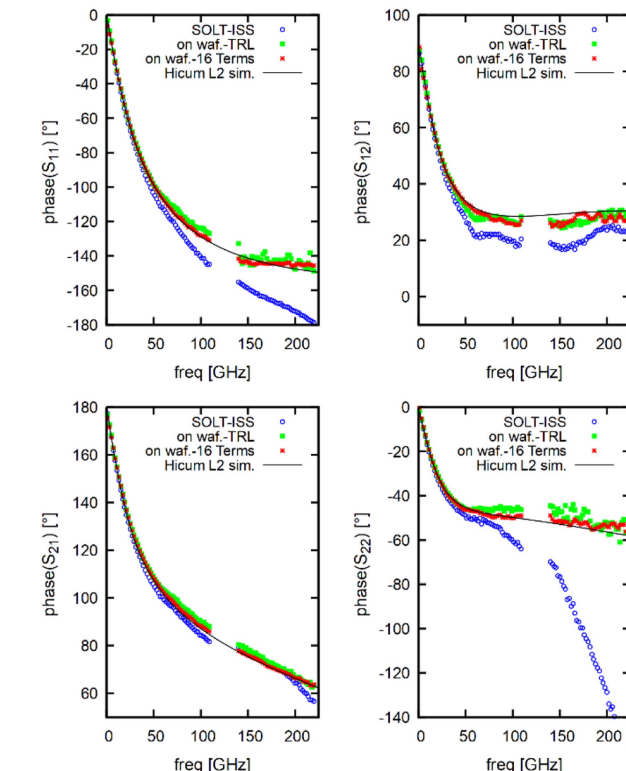 SOLT-ISS
on waf.-TRL
on waf.-16 Terms
Hicum L2 sim.
0
-20
-40
-60
-80
-100
-120
-140
-160
-180
phase(S11) [°]
0 50 100 150 200
freq [GHz]
SOLT-ISS
on waf.-TRL
on waf.-16 Terms
Hicum L2 sim.
100
80
60
40
20
0
phase(S12) [°]
0 50 100 150 200
freq [GHz]
SOLT-ISS
on waf.-TRL
on waf.-16 Terms
Hicum L2 sim.
180
160
140
120
100
80
60
phase(S21) [°]
0 50 100 150 200
freq [GHz]
SOLT-ISS
on waf.-TRL
on waf.-16 Terms
Hicum L2 sim.
0
-20
-40
-60
-80
-100
-120
-140
phase(S22) [°]
0 50 100 150 200
freq [GHz]